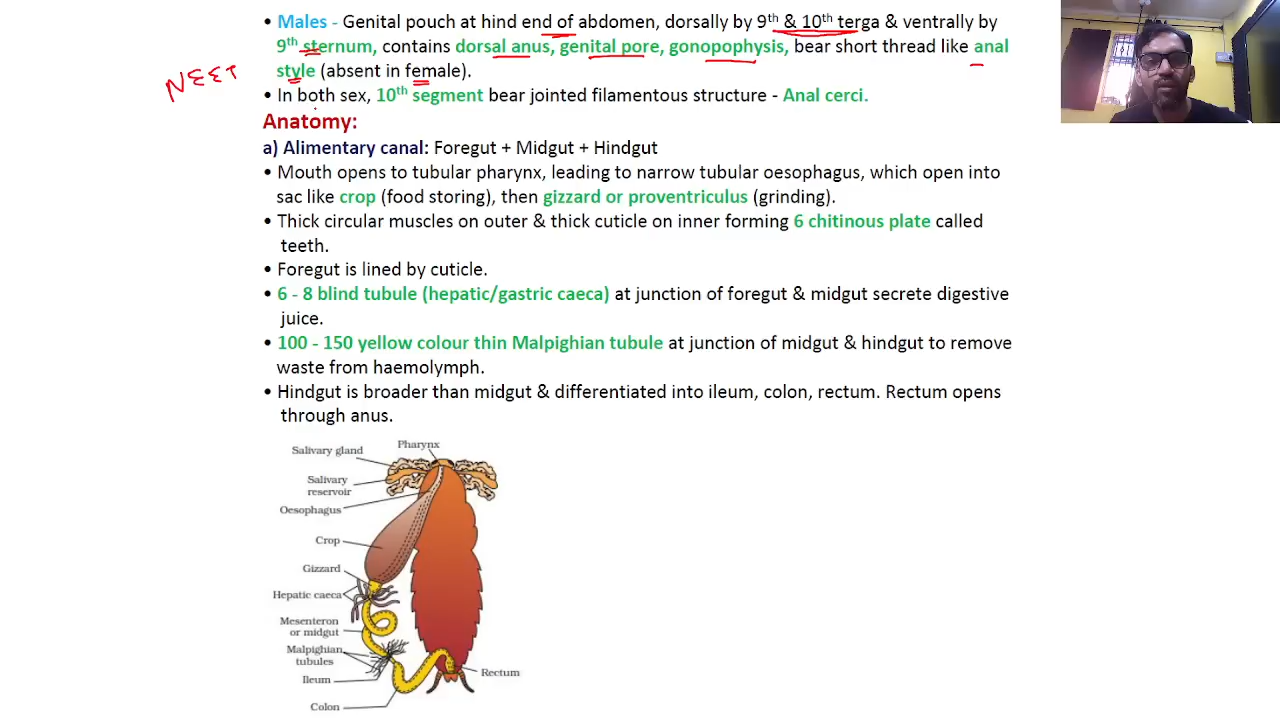 • Males - Genital pouch at hind end of abdomen, dorsally by 9th & 10th terga & ventrally by
9th sternum, contains dorsal anus, genital pore, gonopophysis, bear short thread like anal
style (absent in female).
NEET
• In both sex, 10th segment bear jointed filamentous structure - Anal cerci.
Anatomy:
a) Alimentary canal: Foregut + Midgut + Hindgut
• Mouth opens to tubular pharynx, leading to narrow tubular oesophagus, which open into
sac like crop (food storing), then gizzard or proventriculus (grinding).
• Thick circular muscles on outer & thick cuticle on inner forming 6 chitinous plate called
teeth.
• Foregut is lined by cuticle.
• 6 - 8 blind tubule (hepatic/gastric caeca) at junction of foregut & midgut secrete digestive
juice.
• 100 - 150 yellow colour thin Malpighian tubule at junction of midgut & hindgut to remove
waste from haemolymph.
• Hindgut is broader than midgut & differentiated into ileum, colon, rectum. Rectum opens
through anus.
Pharynx
Salivary gland
Salivary
reservoir
Oesophagus
Crop
Gizzard
Hepatic caeca
Mesenteron
or midgut
Malpighian
tubules
Rectum
Ileum
Colon